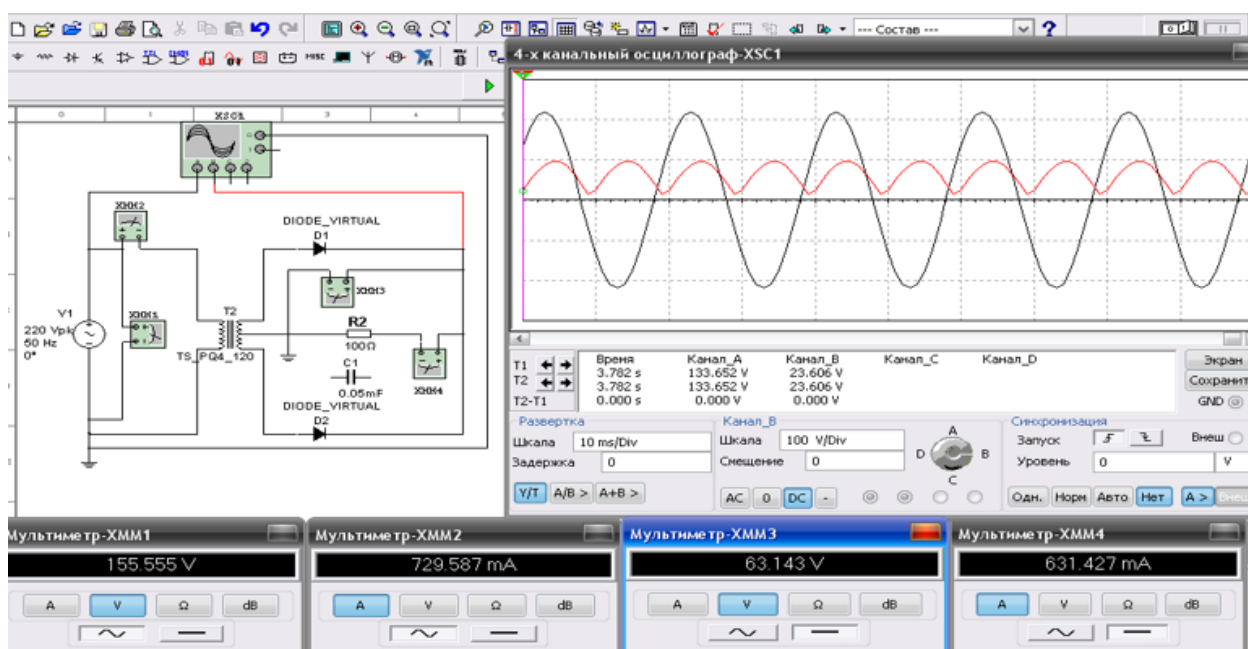 --- Состав ---
?
MISC
4-х канальный осциллограф-XSC1
0 1 3 4
XSC1
G
T
A B C D
XMM2
DIODE_VIRTUAL
D1
XMM3
V1
XMM1
T2
R2
220 Vpk
50 Hz
0°
TS_PQ4_120
100Ω
C1
XMM4
0.05mF
DIODE_VIRTUAL
D2
Время Канал_A Канал_B Канал_C Канал_D
T1 3.782 s 133.652 V 23.606 V
T2 3.782 s 133.652 V 23.606 V
T2-T1 0.000 s 0.000 V 0.000 V
Экран
Сохранит
GND
Развертка
Шкала 10 ms/Div
Задержка 0
Y/T A/B > A+B >
Канал_B
Шкала 100 V/Div
Смещение 0
AC 0 DC -
A
D B
C
Синхронизация
Запуск Внеш
Уровень 0 V
Одн. Норм Авто Нет A >
Мультиметр-XMM1
155.555 V
A V Ω dB
Мультиметр-XMM2
729.587 mA
A V Ω dB
Мультиметр-XMM3
63.143 V
A V Ω dB
Мультиметр-XMM4
631.427 mA
A V Ω dB